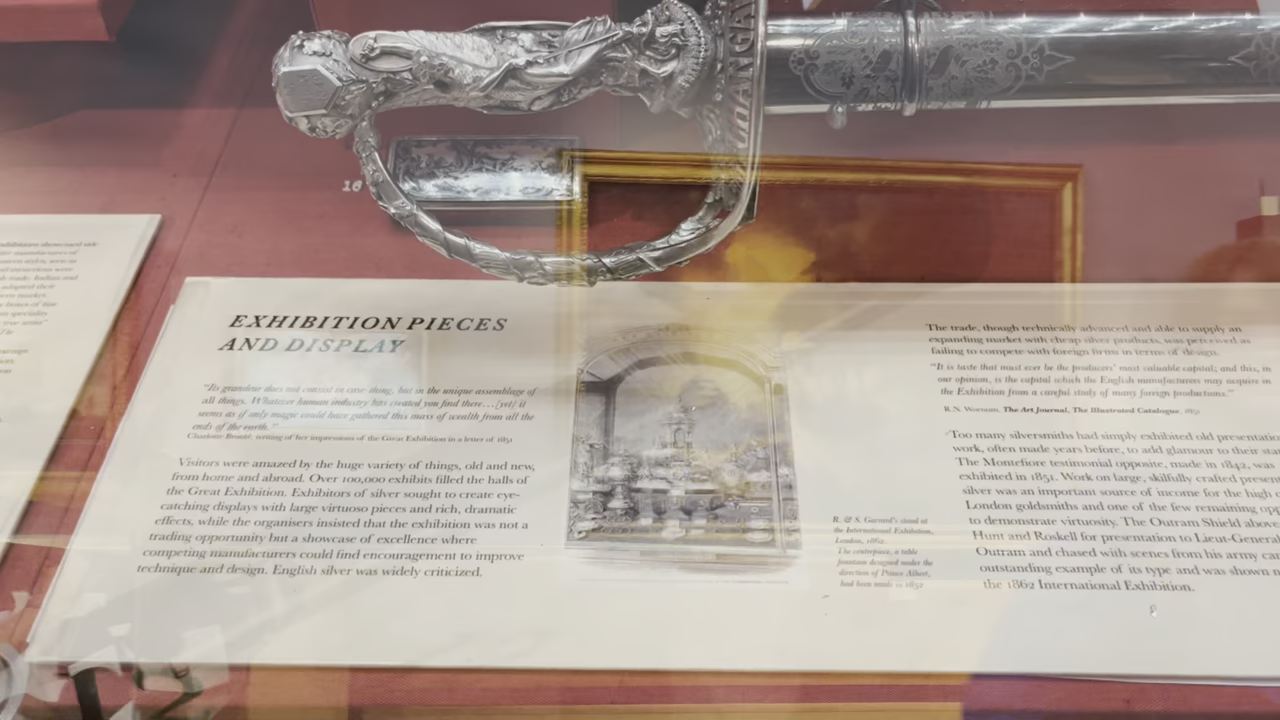 ANGA
16
EXHIBITION PIECES
AND DISPLAY
"Its grandeur does not consist in one thing, but in the unique assemblage of
all things. Whatever human industry has created you find there...[yet] it
seems as if only magic could have gathered this mass of wealth from all the
ends of the earth."
Charlotte Brontë, writing of her impressions of the Great Exhibition in a letter of 1851
Visitors were amazed by the huge variety of things, old and new,
from home and abroad. Over 100,000 exhibits filled the halls of
the Great Exhibition. Exhibitors of silver sought to create eye-
catching displays with large virtuoso pieces and rich, dramatic
effects, while the organisers insisted that the exhibition was not a
trading opportunity but a showcase of excellence where
competing manufacturers could find encouragement to improve
technique and design. English silver was widely criticized.
R. & S. Garrard's stand at
the International Exhibition,
London, 1862.
The centrepiece, a table
fountain designed under the
direction of Prince Albert,
had been made in
The trade, though technically advanced and able to supply an
expanding market with cheap silver products, was perceived as
failing to compete with foreign firms in terms of design.
"It is taste that must ever be the producers' most valuable capital; and this, in
our opinion, is the capital which the English manufacturers may acquire in
the Exhibition from a careful study of many foreign productions."
R.N. Wornum, The Art Journal, The Illustrated Catalogue, 1851
Too many silversmiths had simply exhibited old presentatio
work, often made years before, to add glamour to their stan
The Montefiore testimonial opposite, made in 1842, was
exhibited in 1851. Work on large, skilfully crafted present
silver was an important source of income for the high
London goldsmiths and one of the few remaining opp
to demonstrate virtuosity. The Outram Shield above
Hunt and Roskell for presentation to Lieut-General
Outram and chased with scenes from his army car
outstanding example of its type and was shown
the 1862 International Exhibition.